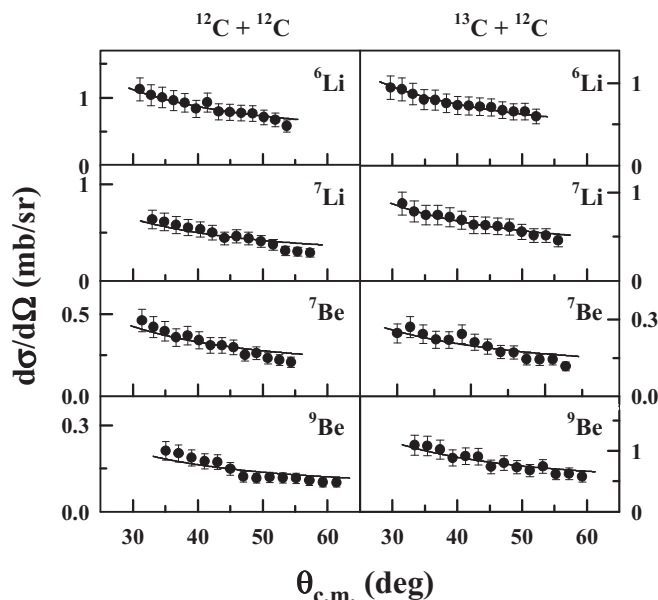 ¹²C + ¹²C ¹³C + ¹²C
⁶Li ⁶Li
1 1
0 0
⁷Li ⁷Li
1 1
0 0
⁷Be ⁷Be
0.5 0.3
0.0 0.0
⁹Be ⁹Be
0.3 1
0.0 0
30 40 50 60 30 40 50 60
dσ/dΩ (mb/sr)
θc.m. (deg)